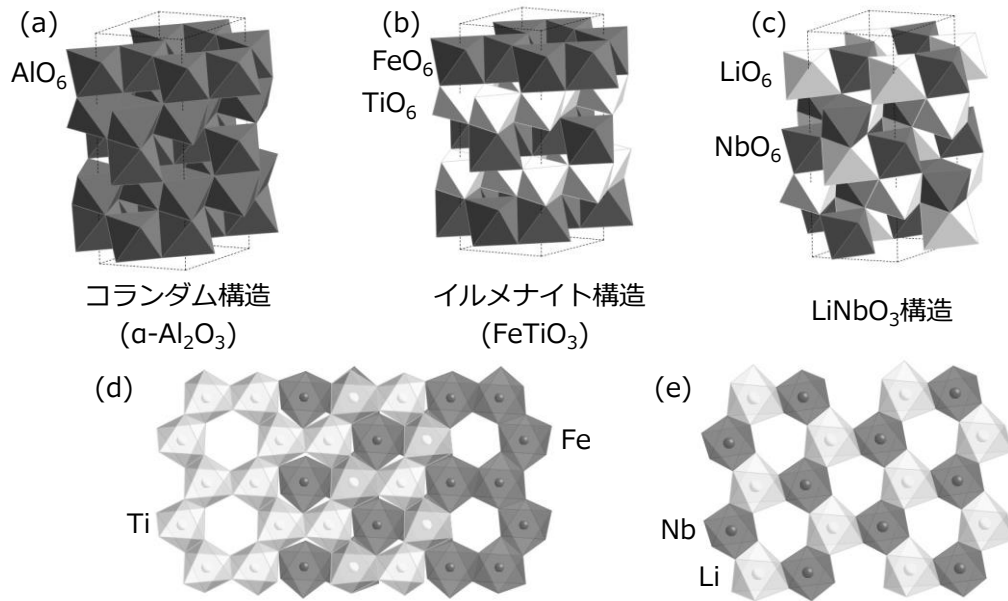 (a)
AlO₆
コランダム構造
(α-Al₂O₃)
(b)
FeO₆
TiO₆
イルメナイト構造
(FeTiO₃)
(c)
LiO₆
NbO₆
LiNbO₃構造
(d)
Fe
Ti
(e)
Nb
Li